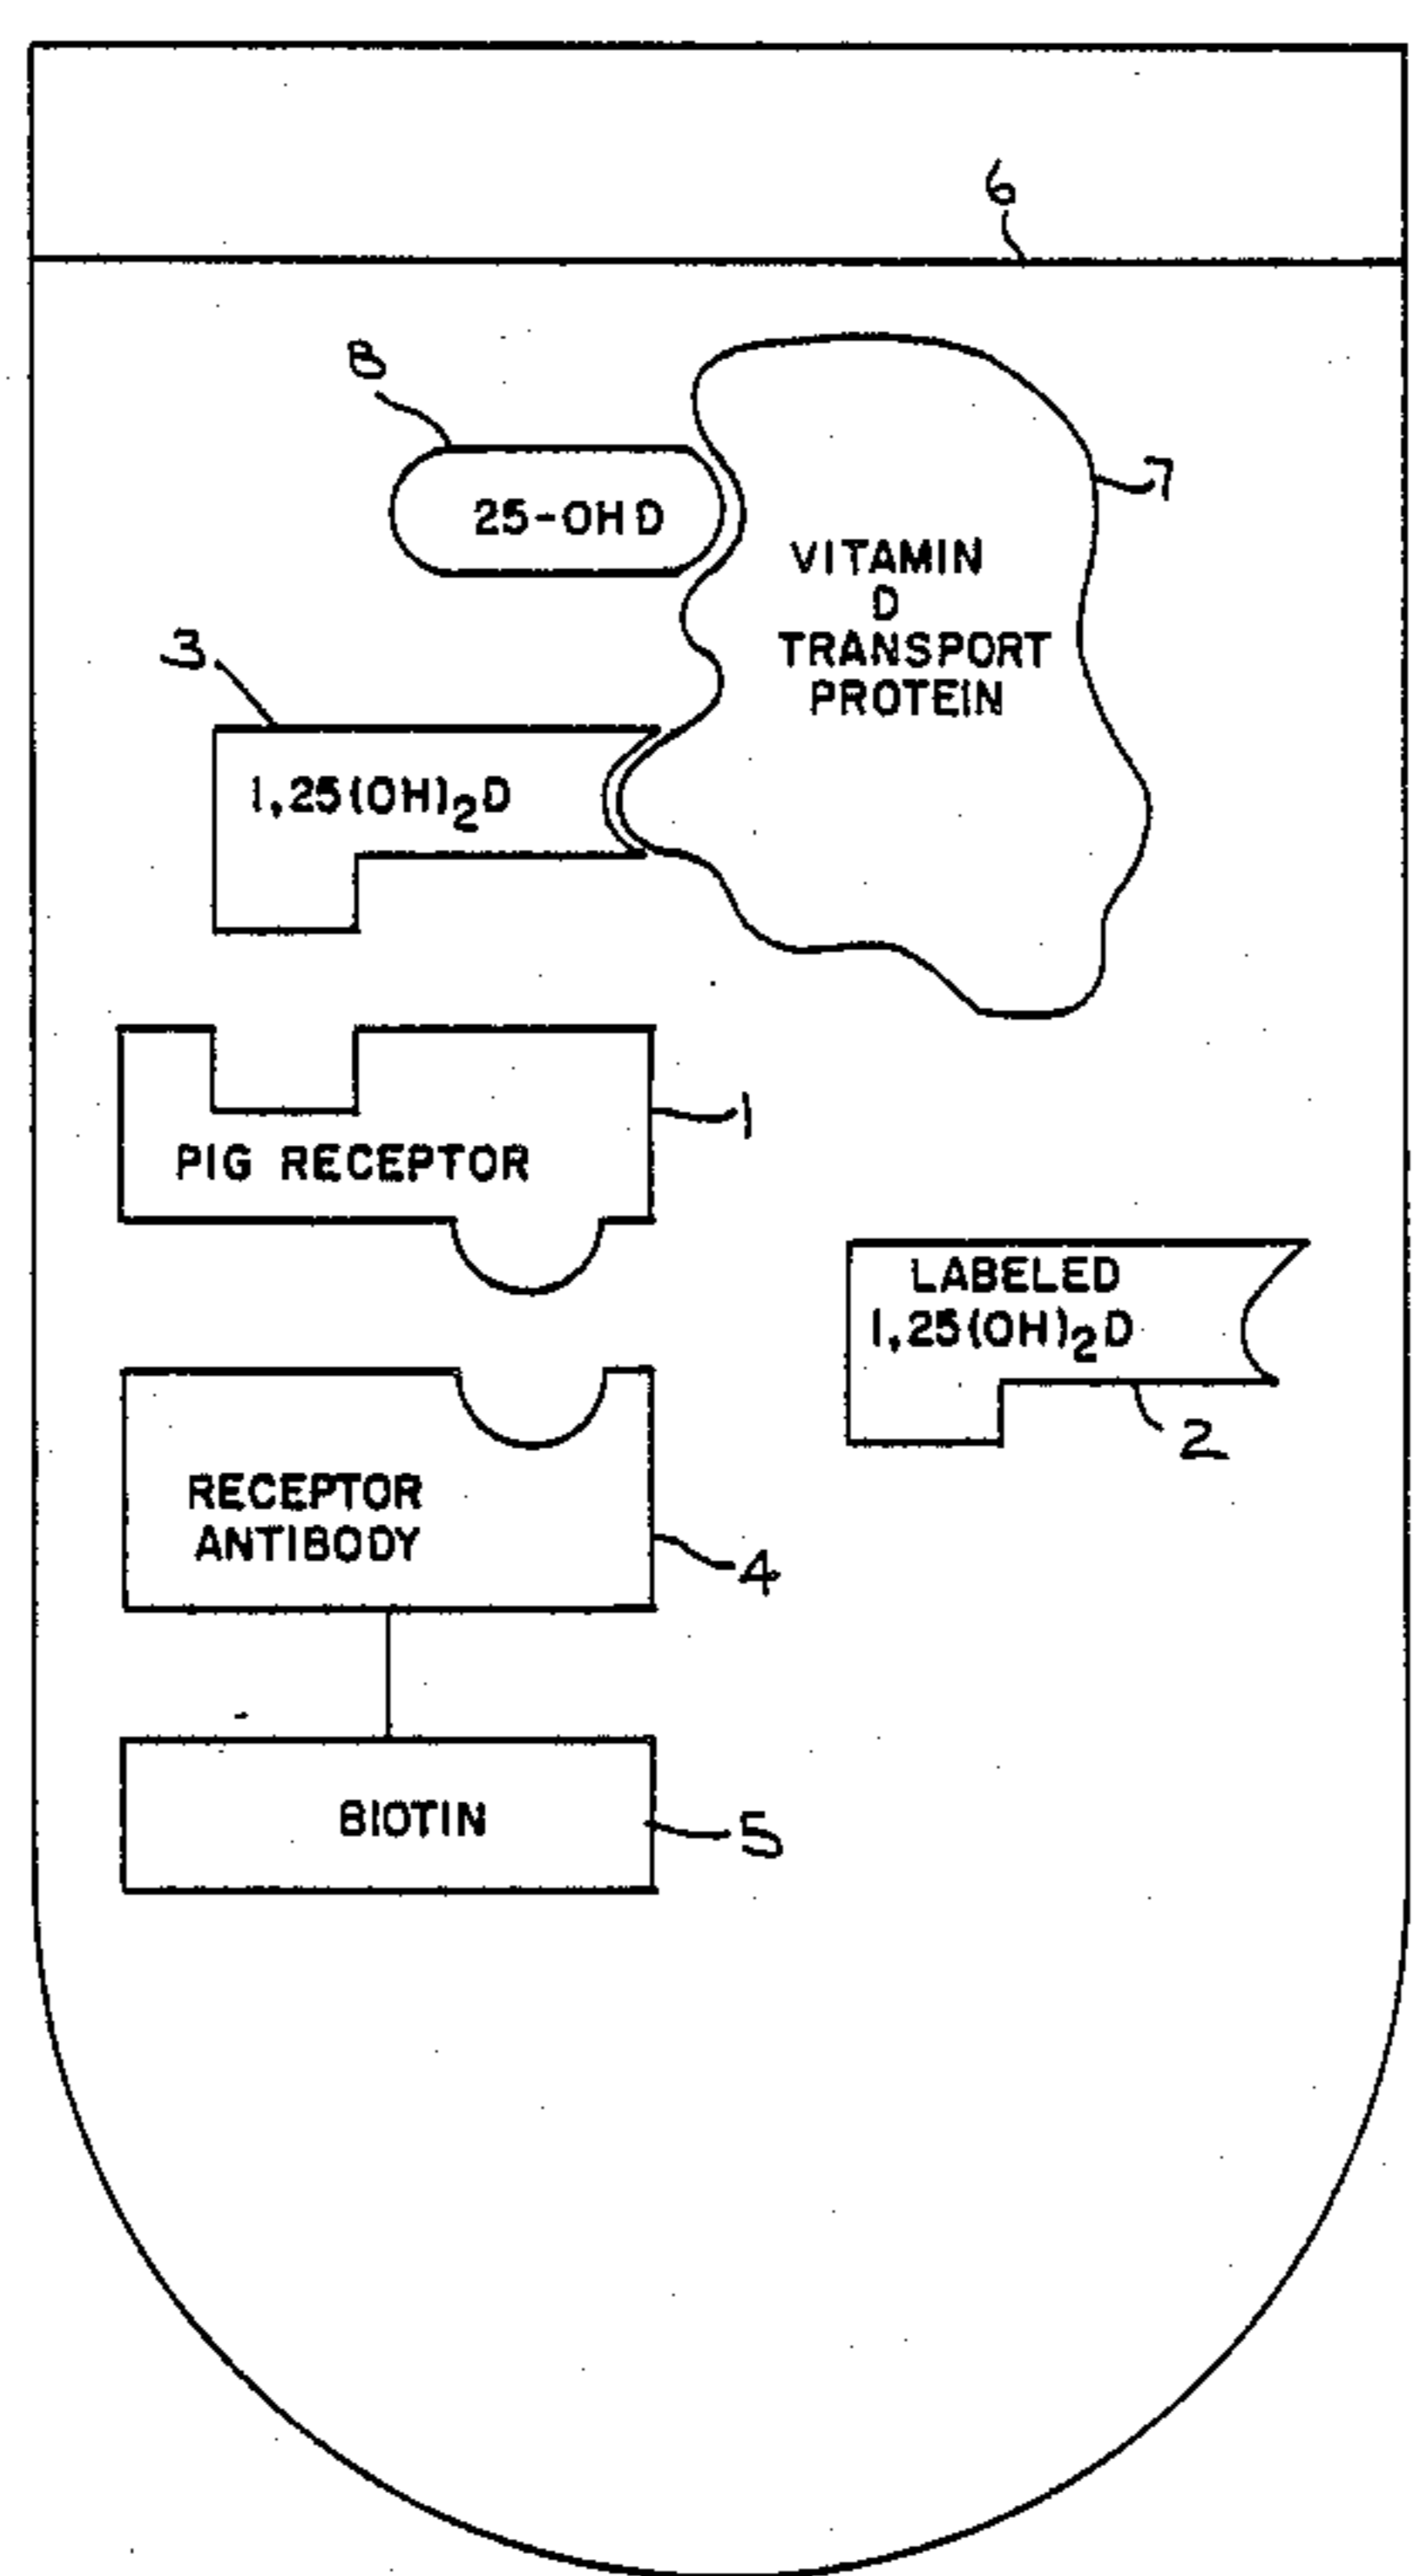 6
8
25-OH D
7
VITAMIN
D
TRANSPORT
PROTEIN
3
1,25(OH)₂D
1
PIG RECEPTOR
LABELED
1,25(OH)₂D
2
RECEPTOR
ANTIBODY
4
BIOTIN
5